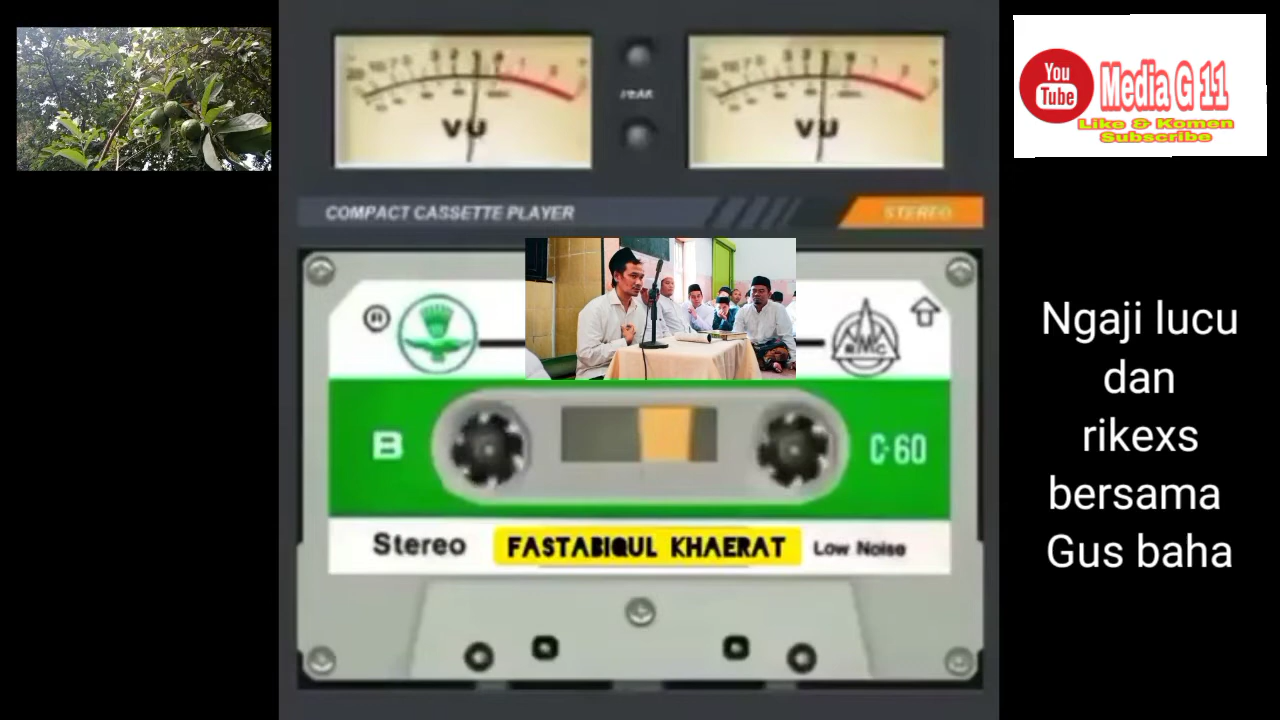 VU
PEAK
VU
You
Tube
Media G 11
Like & Komen
Subscribe
COMPACT CASSETTE PLAYER
STEREO
®
B
C-60
Stereo
FASTABIQUL KHAERAT
Low Noise
Ngaji lucu
dan
rikexs
bersama
Gus baha